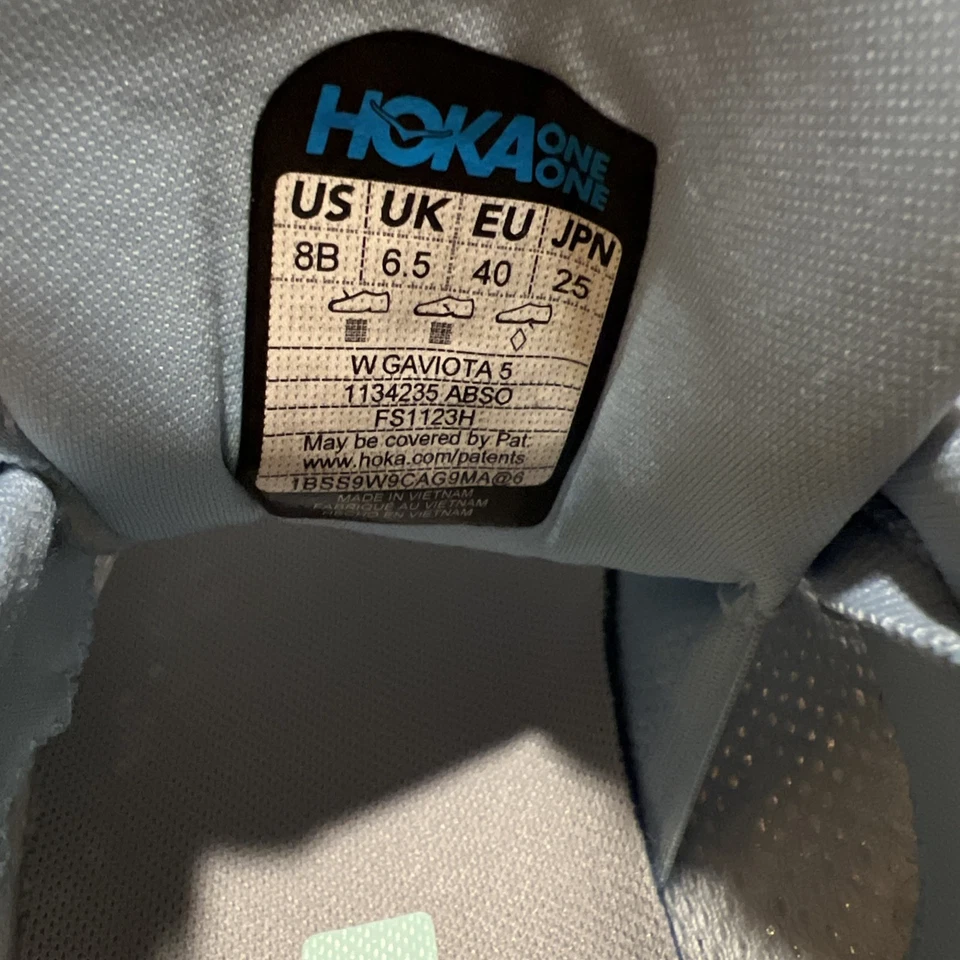 HOKA ONE ONE
US UK EU JPN
8B 6.5 40 25
W GAVIOTA 5
1134235 ABSO
FS1123H
May be covered by Pat:
www.hoka.com/patents
1BSS9W9CAG9MA@6
MADE IN VIETNAM
FABRIQUÉ AU VIETNAM
HECHO EN VIETNAM